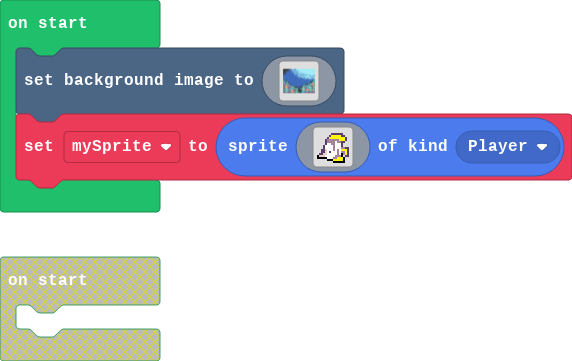 on start
set background image to
set mySprite to sprite of kind Player
on start